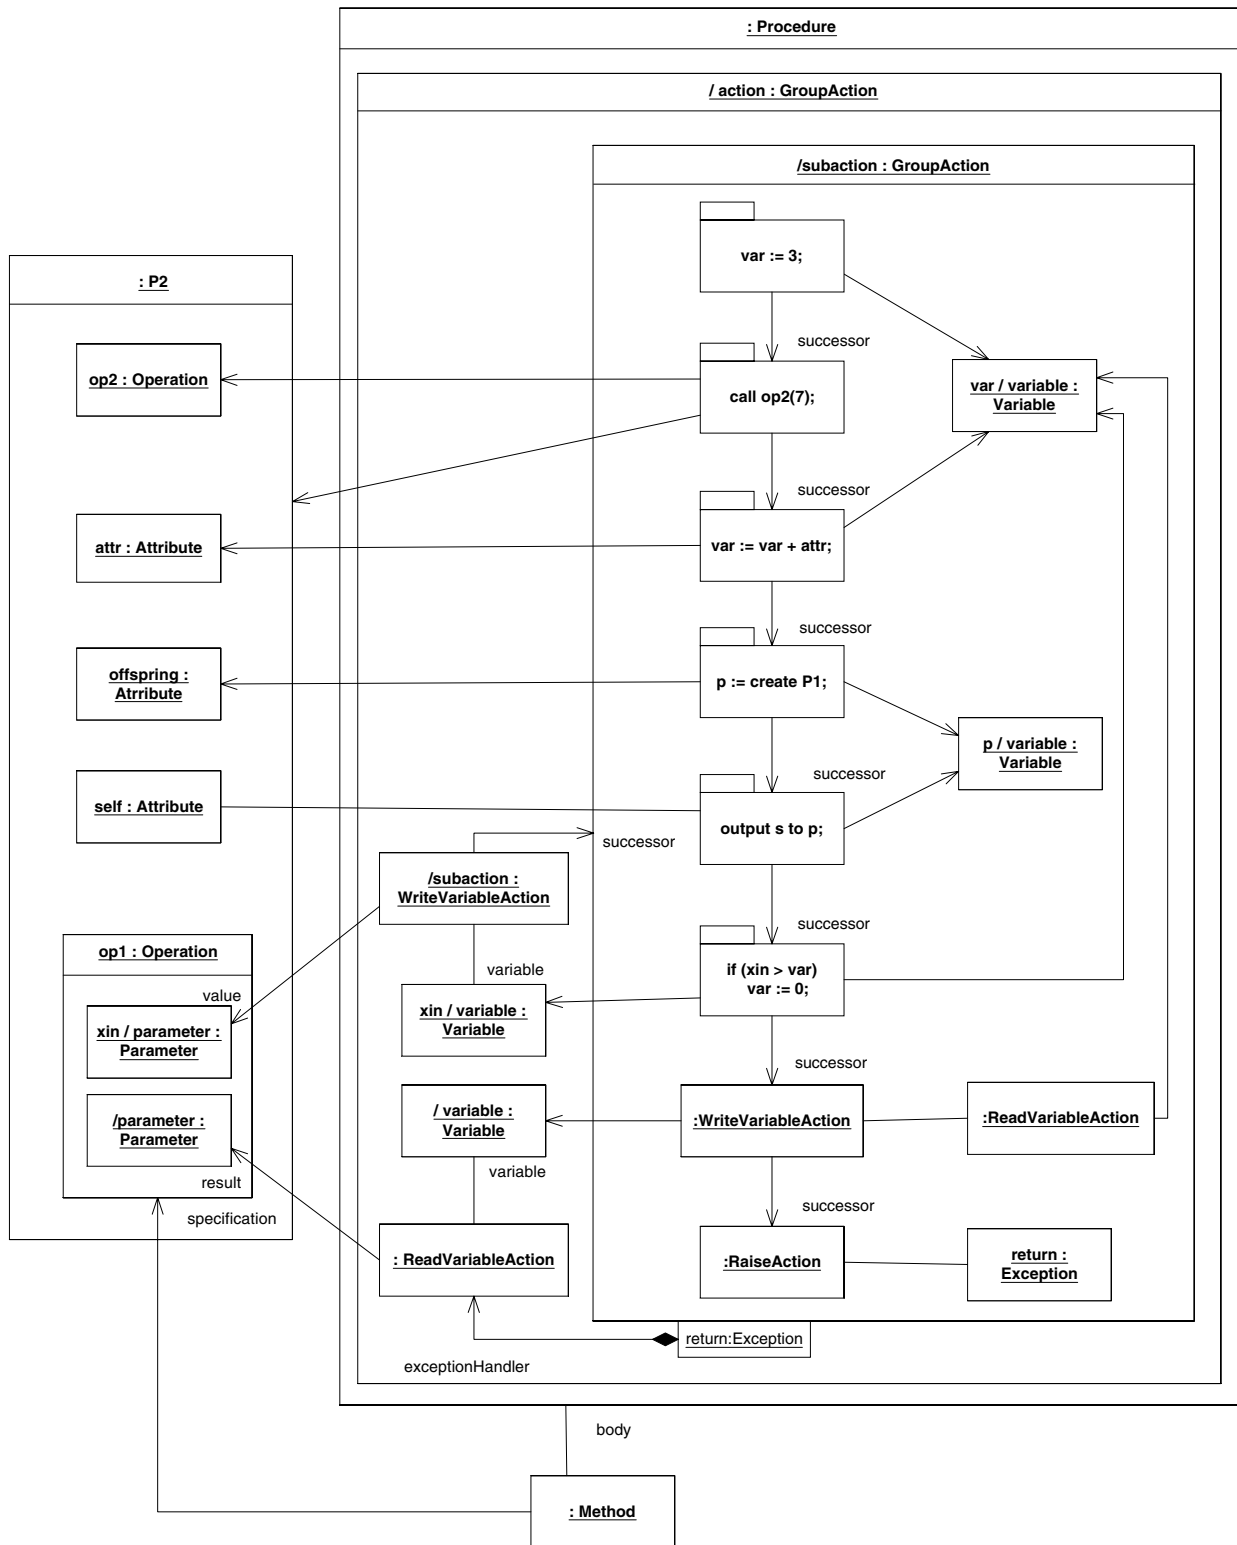 : Procedure
/ action : GroupAction
/subaction : GroupAction
var := 3;
: P2
successor
op2 : Operation
call op2(7);
var / variable :
Variable
successor
attr : Attribute
var := var + attr;
successor
offspring :
Atrribute
p := create P1;
p / variable :
Variable
successor
self : Attribute
output s to p;
successor
/subaction :
WriteVariableAction
successor
op1 : Operation
variable
if (xin > var)
var := 0;
value
xin / parameter :
Parameter
xin / variable :
Variable
successor
/parameter :
Parameter
/ variable :
Variable
:WriteVariableAction
:ReadVariableAction
variable
result
successor
specification
: ReadVariableAction
:RaiseAction
return :
Exception
return:Exception
exceptionHandler
body
: Method